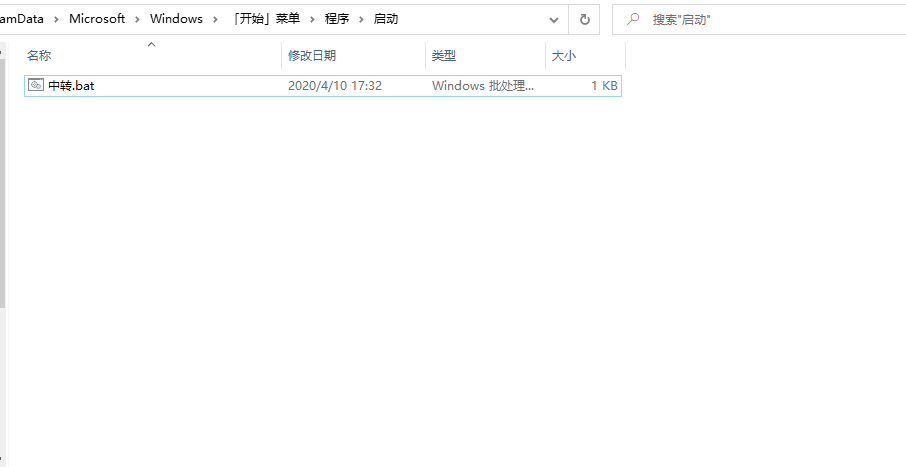 amData › Microsoft › Windows › 「开始」菜单 › 程序 › 启动
搜索"启动"
名称 修改日期 类型 大小
中转.bat 2020/4/10 17:32 Windows 批处理... 1 KB